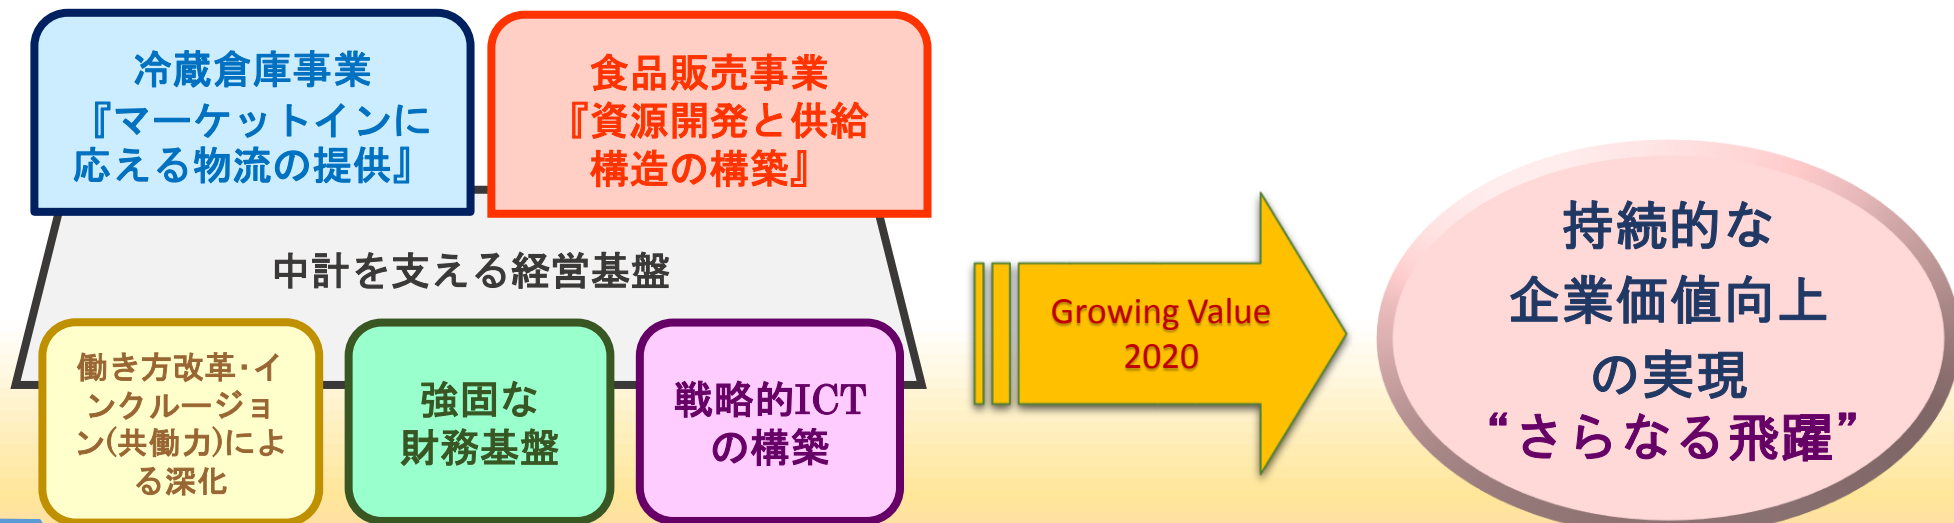 冷蔵倉庫事業
『マーケットインに
応える物流の提供』
食品販売事業
『資源開発と供給
構造の構築』
中計を支える経営基盤
働き方改革･イ
ンクルージョ
ン(共働力)によ
る深化
強固な
財務基盤
戦略的ICT
の構築
Growing Value
2020
持続的な
企業価値向上
の実現
“さらなる飛躍”